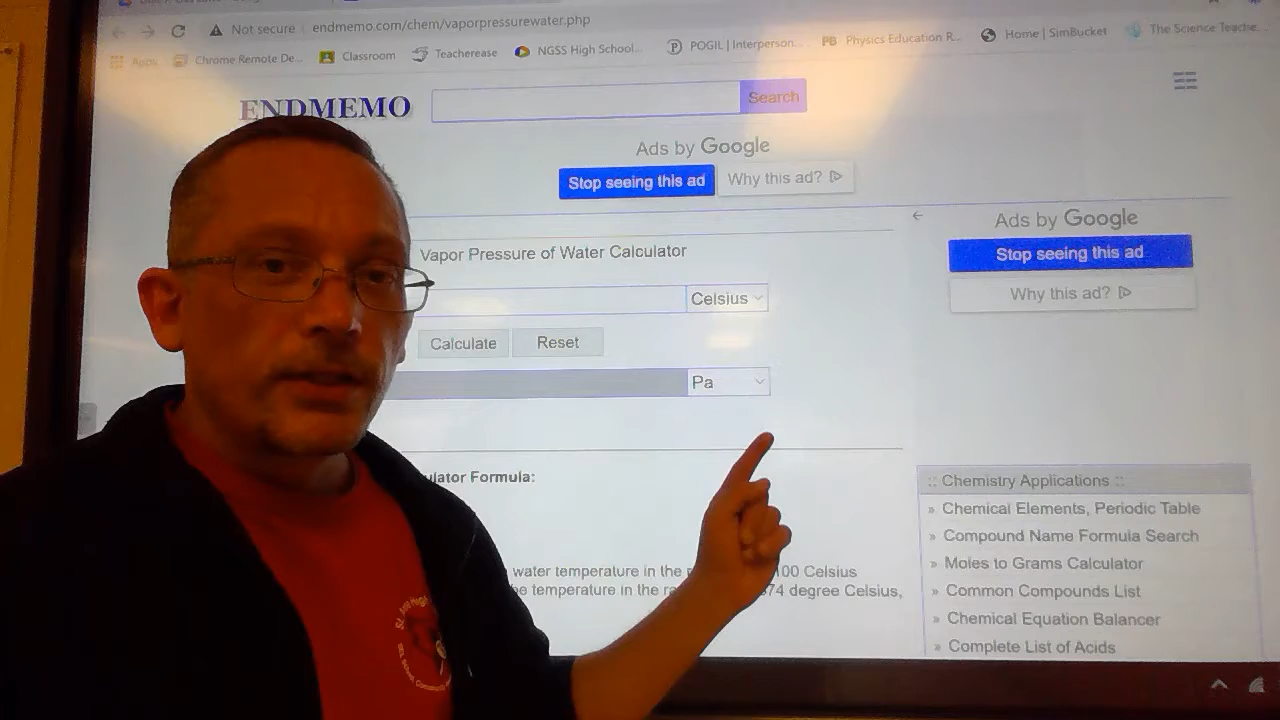 Not secure endmemo.com/chem/vaporpressurewater.php
Apps Chrome Remote De... Classroom Teacherease NGSS High School... POGIL | Interperson... PB Physics Education R... Home | SimBucket The Science Teache...
ENDMEMO Search
Ads by Google
Stop seeing this ad Why this ad?
Ads by Google
Stop seeing this ad
Why this ad?
Vapor Pressure of Water Calculator
Celsius
Calculate Reset
Pa
ulator Formula:
water temperature in the 100 Celsius
temperature in the 74 degree Celsius,
:: Chemistry Applications ::
» Chemical Elements, Periodic Table
» Compound Name Formula Search
» Moles to Grams Calculator
» Common Compounds List
» Chemical Equation Balancer
» Complete List of Acids